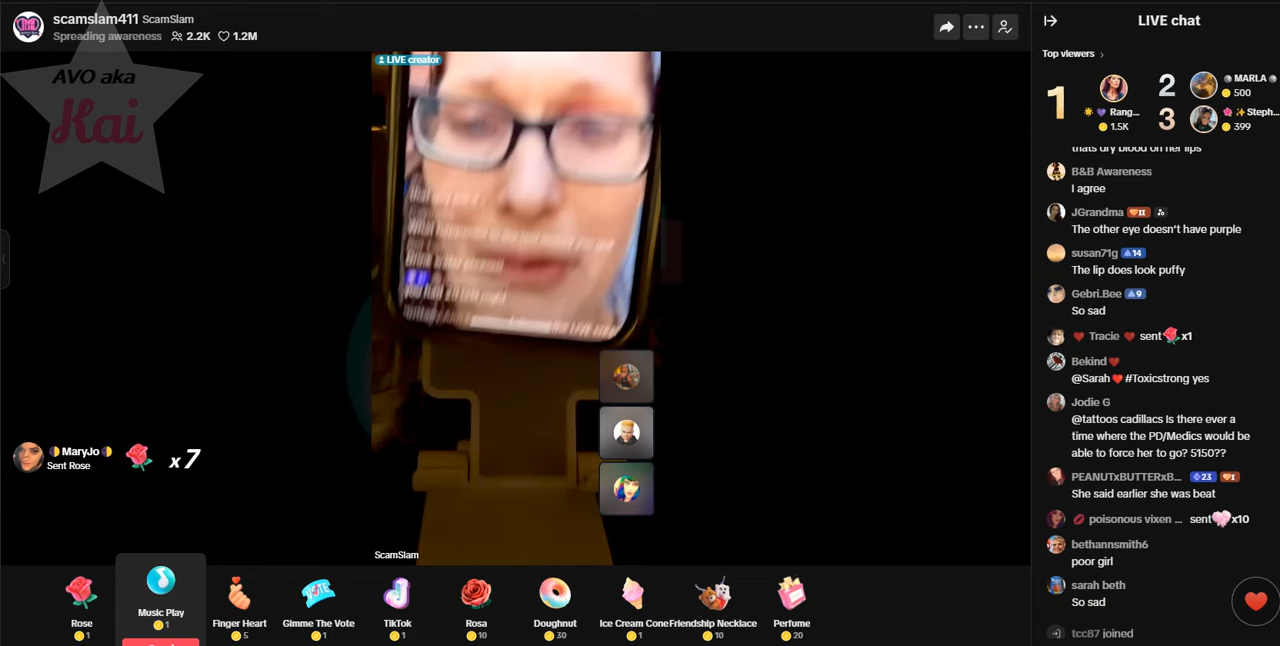 scamslam411 ScamSlam
Spreading awareness 2.2K 1.2M
AVO aka
Kai
LIVE creator
MaryJo
Sent Rose
x7
ScamSlam
Rose
1
Music Play
1
Finger Heart
5
Gimme The Vote
1
TikTok
1
Rosa
10
Doughnut
30
Ice Cream Cone
1
Friendship Necklace
10
Perfume
20
LIVE chat
Top viewers
1
Rang...
1.5K
2
MARLA
500
3
Steph...
399
thats dry blood on her lips
B&B Awareness
I agree
JGrandma II
The other eye doesn't have purple
susan71g 14
The lip does look puffy
Gebri.Bee 9
So sad
Tracie sent x1
Bekind
@Sarah #Toxicstrong yes
Jodie G
@tattoos cadillacs Is there ever a
time where the PD/Medics would be
able to force her to go? 5150??
PEANUTxBUTTERxB... 23 I
She said earlier she was beat
poisonous vixen ... sent x10
bethannsmith6
poor girl
sarah beth
So sad
tcc87 joined